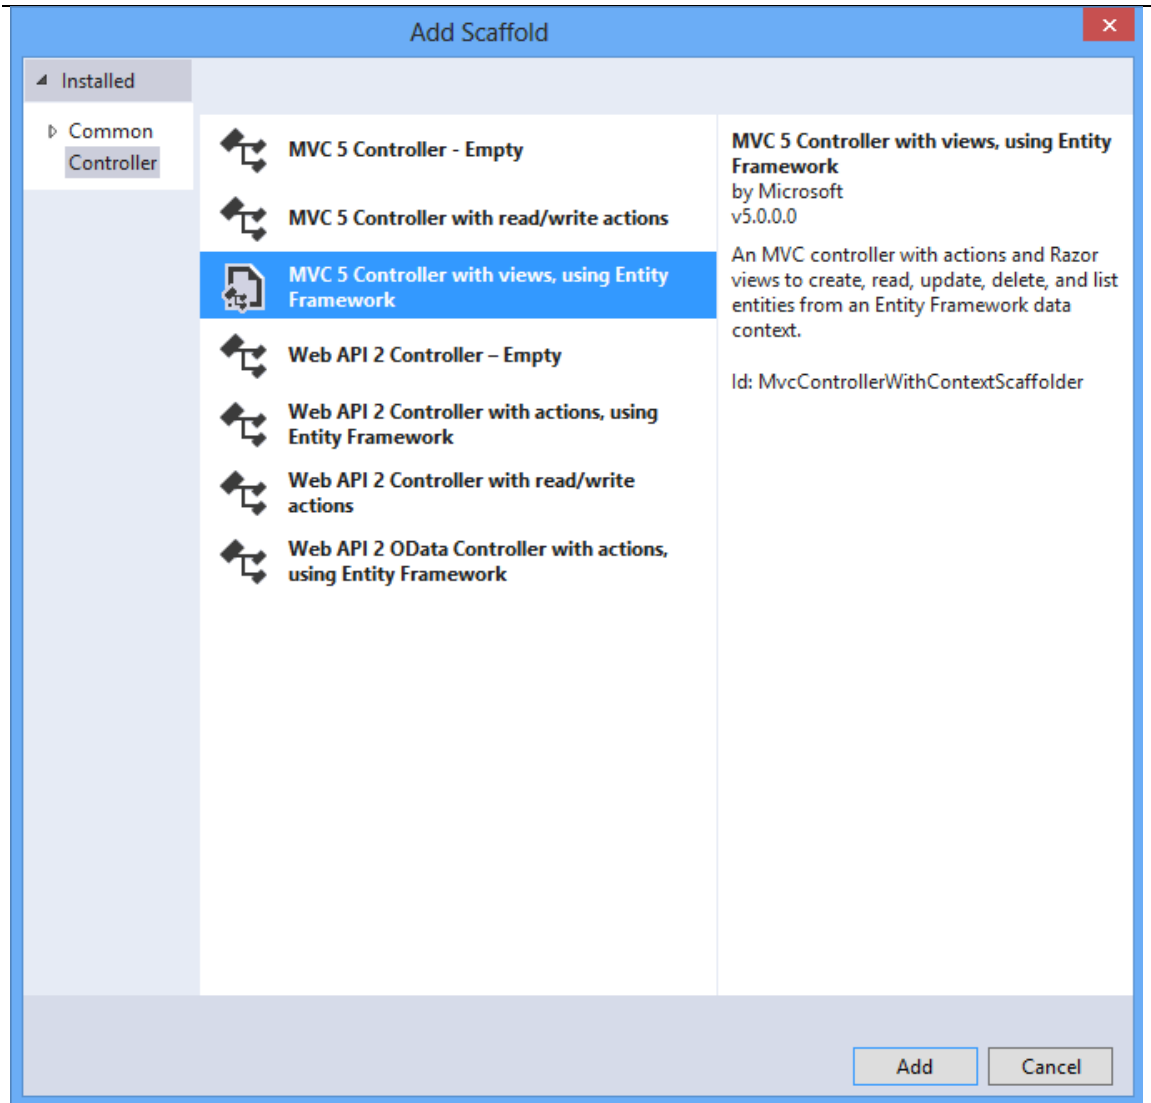 Add Scaffold
Installed
Common
Controller
MVC 5 Controller - Empty
MVC 5 Controller with read/write actions
MVC 5 Controller with views, using Entity
Framework
Web API 2 Controller – Empty
Web API 2 Controller with actions, using
Entity Framework
Web API 2 Controller with read/write
actions
Web API 2 OData Controller with actions,
using Entity Framework
MVC 5 Controller with views, using Entity
Framework
by Microsoft
v5.0.0.0
An MVC controller with actions and Razor
views to create, read, update, delete, and list
entities from an Entity Framework data
context.
Id: MvcControllerWithContextScaffolder
Add
Cancel